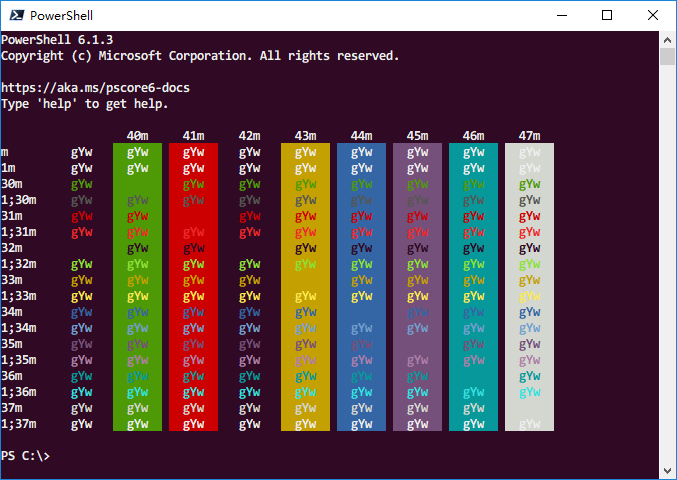 PowerShell
PowerShell 6.1.3
Copyright (c) Microsoft Corporation. All rights reserved.
https://aka.ms/pscore6-docs
Type 'help' to get help.
40m 41m 42m 43m 44m 45m 46m 47m
m gYw gYw gYw gYw gYw gYw gYw gYw gYw
1m gYw gYw gYw gYw gYw gYw gYw gYw gYw
30m gYw gYw gYw gYw gYw gYw gYw gYw
1;30m gYw gYw gYw gYw gYw gYw gYw gYw gYw
31m gYw gYw gYw gYw gYw gYw gYw gYw
1;31m gYw gYw gYw gYw gYw gYw gYw gYw gYw
32m gYw gYw gYw gYw gYw gYw gYw
1;32m gYw gYw gYw gYw gYw gYw gYw gYw gYw
33m gYw gYw gYw gYw gYw gYw gYw gYw
1;33m gYw gYw gYw gYw gYw gYw gYw gYw gYw
34m gYw gYw gYw gYw gYw gYw gYw gYw
1;34m gYw gYw gYw gYw gYw gYw gYw gYw gYw
35m gYw gYw gYw gYw gYw gYw gYw gYw
1;35m gYw gYw gYw gYw gYw gYw gYw gYw gYw
36m gYw gYw gYw gYw gYw gYw gYw gYw
1;36m gYw gYw gYw gYw gYw gYw gYw gYw gYw
37m gYw gYw gYw gYw gYw gYw gYw gYw
1;37m gYw gYw gYw gYw gYw gYw gYw gYw gYw
PS C:\>